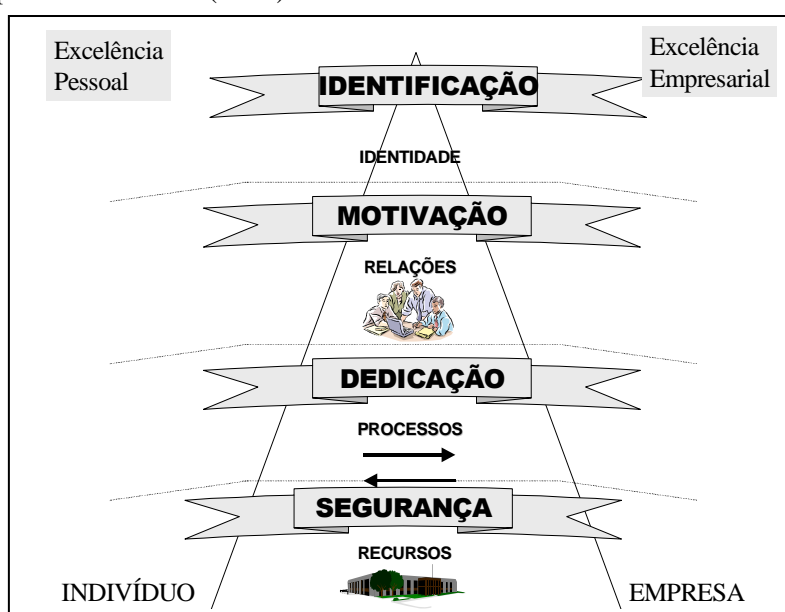 Excelência
Pessoal
Excelência
Empresarial
IDENTIFICAÇÃO
IDENTIDADE
MOTIVAÇÃO
RELAÇÕES
DEDICAÇÃO
PROCESSOS
SEGURANÇA
RECURSOS
INDIVÍDUO
EMPRESA